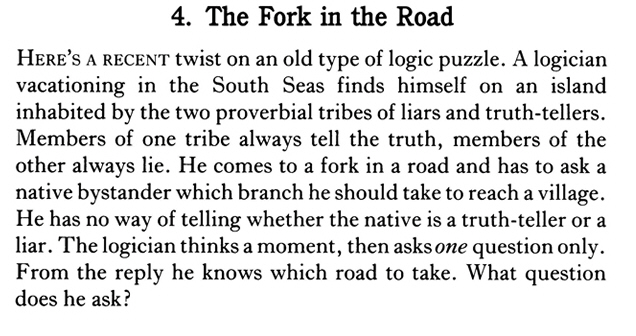 4. The Fork in the Road
HERE'S A RECENT twist on an old type of logic puzzle. A logician
vacationing in the South Seas finds himself on an island
inhabited by the two proverbial tribes of liars and truth-tellers.
Members of one tribe always tell the truth, members of the
other always lie. He comes to a fork in a road and has to ask a
native bystander which branch he should take to reach a village.
He has no way of telling whether the native is a truth-teller or a
liar. The logician thinks a moment, then asks one question only.
From the reply he knows which road to take. What question
does he ask?